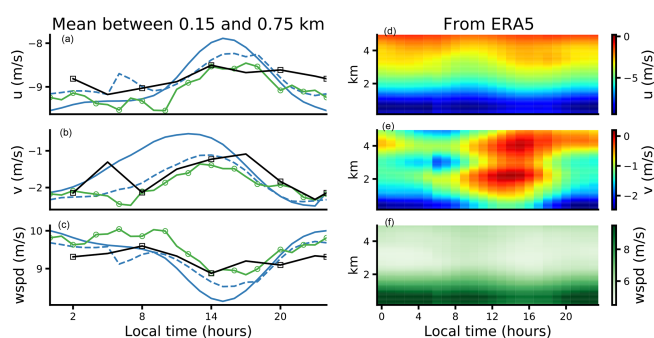 Mean between 0.15 and 0.75 km
From ERA5
(a)
−8
−9
u (m/s)
(d)
4
2
km
0
−5
u (m/s)
(b)
−1
−2
v (m/s)
(e)
4
2
km
0
−1
−2
v (m/s)
(c)
10
9
wspd (m/s)
2
8
14
20
Local time (hours)
(f)
4
2
km
0
4
8
12
16
20
Local time (hours)
8
6
wspd (m/s)